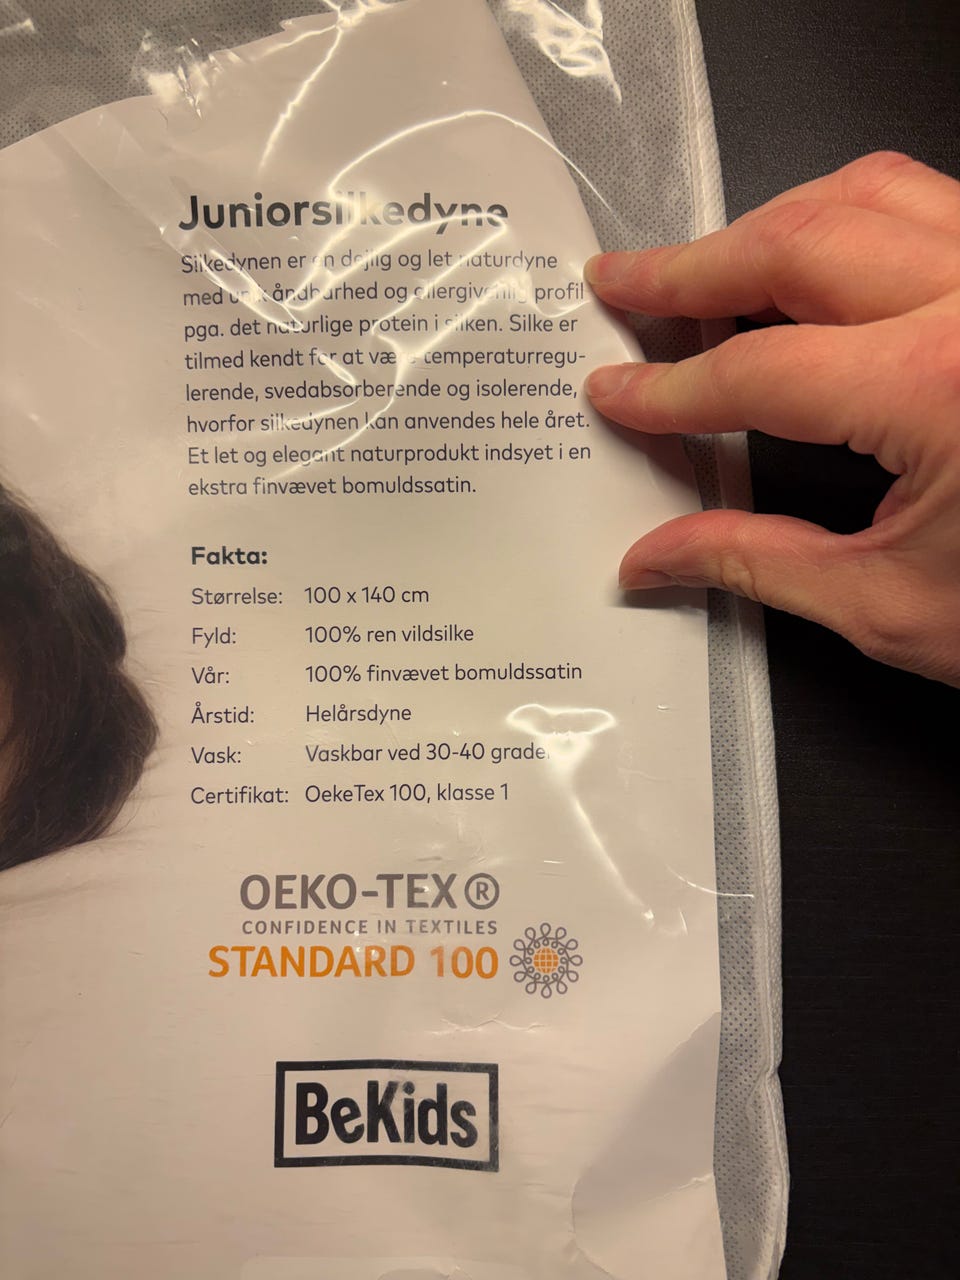 Juniorsilkedyne
Silkedynen er en dejlig og let naturdyne
med unik åndbarhed og allergivenlig profil
pga. det naturlige protein i silken. Silke er
tilmed kendt for at være temperaturregu-
lerende, svedabsorberende og isolerende,
hvorfor silkedynen kan anvendes hele året.
Et let og elegant naturprodukt indsyet i en
ekstra finvævet bomuldssatin.
Fakta:
Størrelse: 100 x 140 cm
Fyld: 100% ren vildsilke
Vår: 100% finvævet bomuldssatin
Årstid: Helårsdyne
Vask: Vaskbar ved 30-40 grader
Certifikat: OekeTex 100, klasse 1
OEKO-TEX®
CONFIDENCE IN TEXTILES
STANDARD 100
BeKids